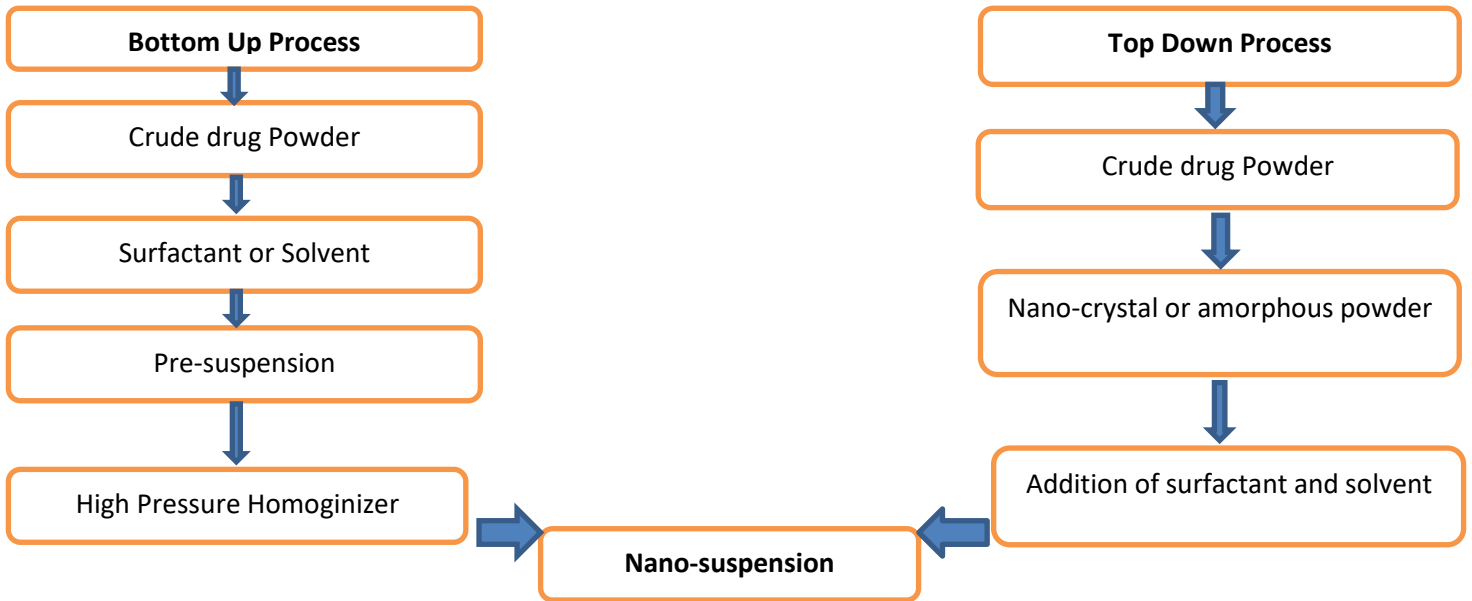 Bottom Up Process
Crude drug Powder
Surfactant or Solvent
Pre-suspension
High Pressure Homoginizer
Top Down Process
Crude drug Powder
Nano-crystal or amorphous powder
Addition of surfactant and solvent
Nano-suspension